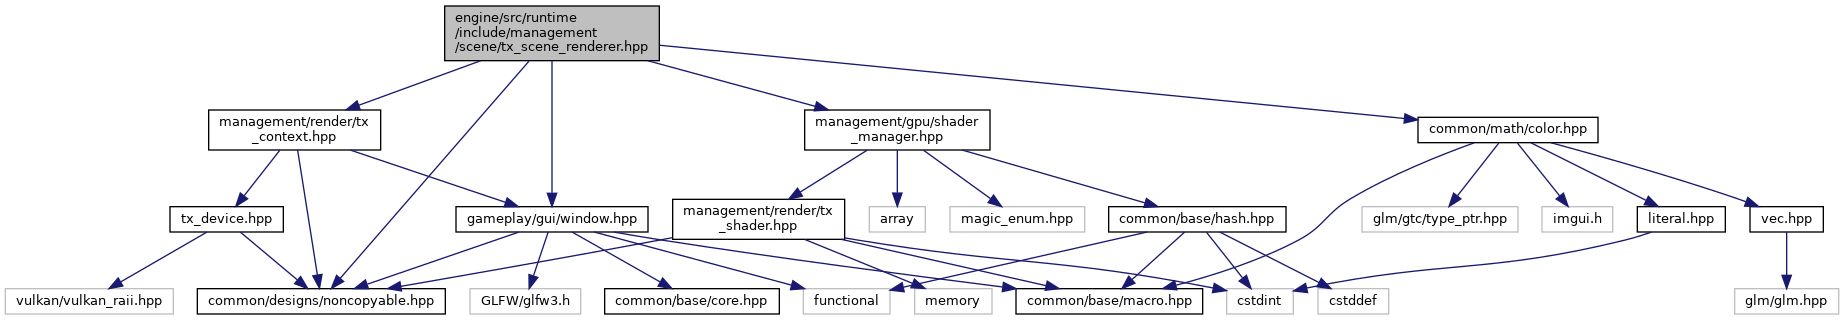 engine/src/runtime
/include/management
/scene/tx_scene_renderer.hpp
management/render/tx
_context.hpp
management/gpu/shader
_manager.hpp
common/math/color.hpp
tx_device.hpp
gameplay/gui/window.hpp
management/render/tx
_shader.hpp
array
magic_enum.hpp
common/base/hash.hpp
glm/gtc/type_ptr.hpp
imgui.h
literal.hpp
vec.hpp
vulkan/vulkan_raii.hpp
common/designs/noncopyable.hpp
GLFW/glfw3.h
common/base/core.hpp
functional
memory
common/base/macro.hpp
cstdint
cstddef
glm/glm.hpp